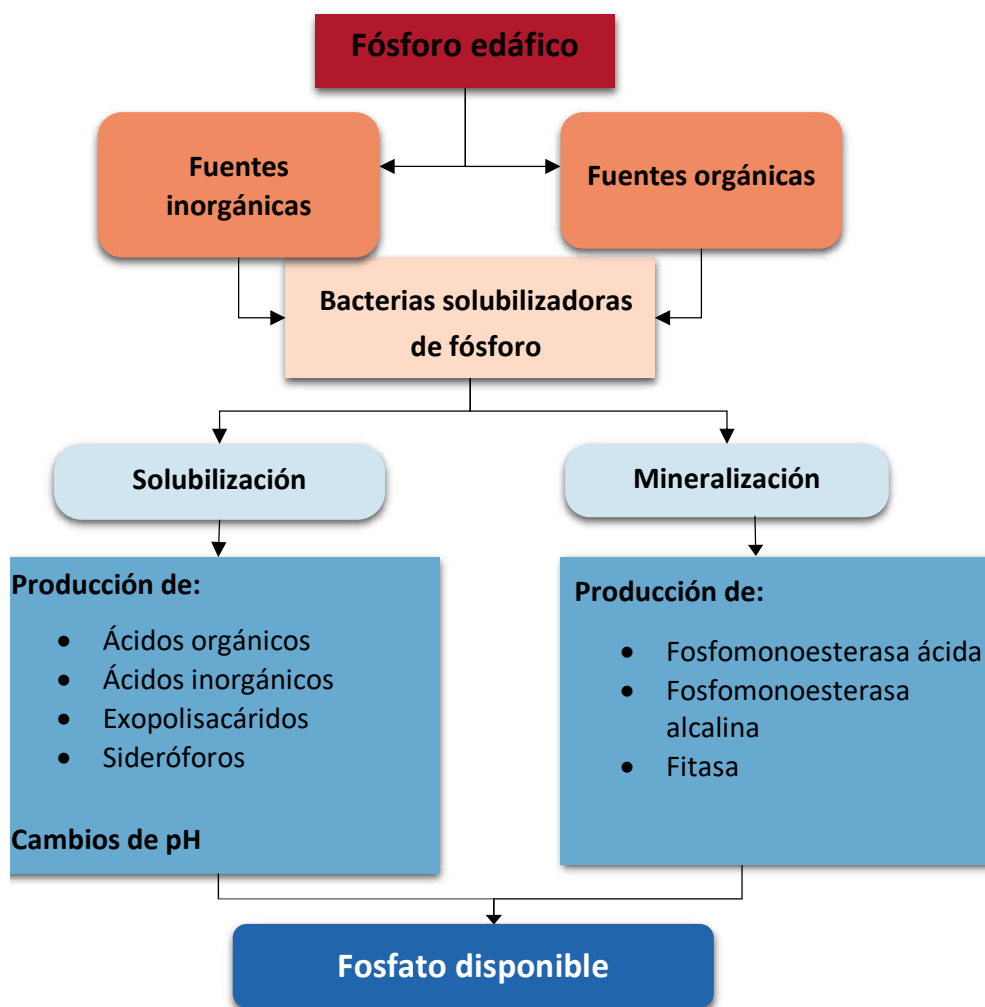 Fósforo edáfico
Fuentes
inorgánicas
Fuentes orgánicas
Bacterias solubilizadoras
de fósforo
Solubilización
Mineralización
Producción de:
• Ácidos orgánicos
• Ácidos inorgánicos
• Exopolisacáridos
• Sideróforos
Cambios de pH
Producción de:
• Fosfomonoesterasa ácida
• Fosfomonoesterasa
alcalina
• Fitasa
Fosfato disponible